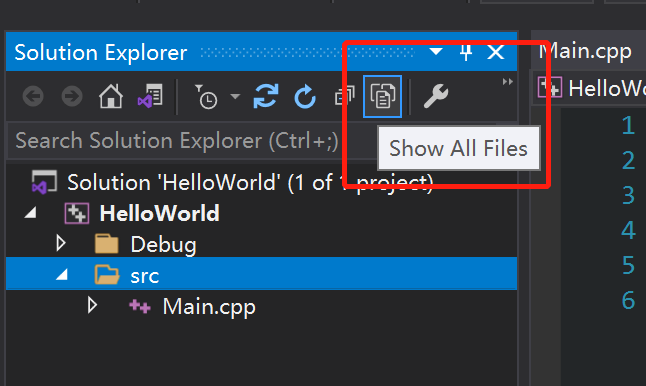 Solution Explorer
Main.cpp
HelloWo
Search Solution Explorer (Ctrl+;)
Show All Files
Solution 'HelloWorld' (1 of 1 project)
HelloWorld
Debug
src
Main.cpp
1
2
3
4
5
6